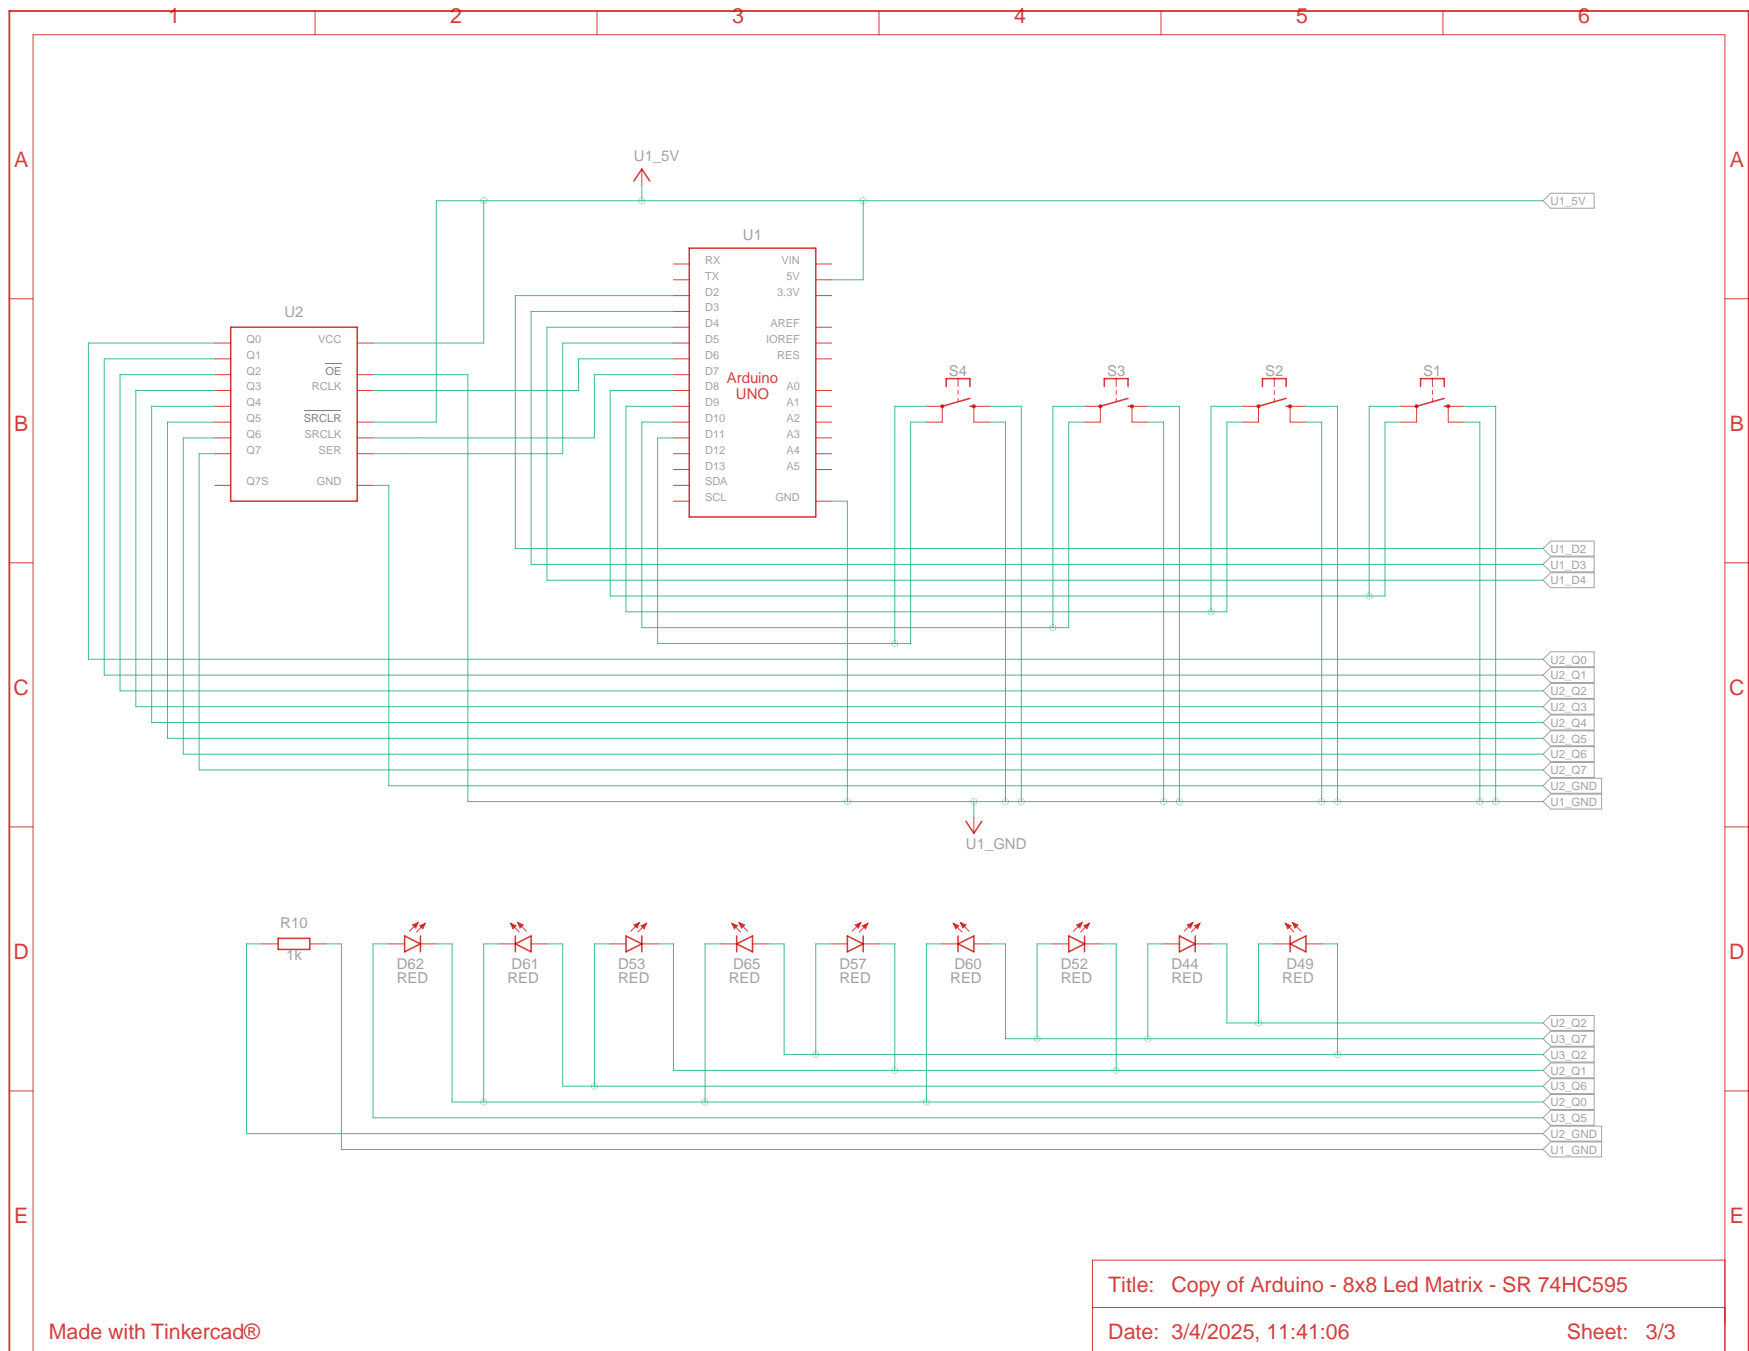 1 2 3 4 5 6
A A
U1_5V
U1_5V
U1
RX VIN
TX 5V
D2 3.3V
D3
D4 AREF
D5 IOREF
D6 RES
D7
D8 A0
D9 A1
D10 A2
D11 A3
D12 A4
D13 A5
SDA
SCL GND
Arduino
UNO
U2
Q0 VCC
Q1
Q2 OE
Q3 RCLK
Q4
Q5 SRCLR
Q6 SRCLK
Q7 SER
Q7S GND
S4 S3 S2 S1
B B
U1_D2
U1_D3
U1_D4
C C
U2_Q0
U2_Q1
U2_Q2
U2_Q3
U2_Q4
U2_Q5
U2_Q6
U2_Q7
U2_GND
U1_GND
U1_GND
D D
R10
1k
D62 D61 D53 D65 D57 D60 D52 D44 D49
RED RED RED RED RED RED RED RED RED
U2_Q2
U3_Q7
U3_Q2
U2_Q1
U3_Q6
U2_Q0
U3_Q5
U2_GND
U1_GND
E E
Title: Copy of Arduino - 8x8 Led Matrix - SR 74HC595
Made with Tinkercad®
Date: 3/4/2025, 11:41:06 Sheet: 3/3